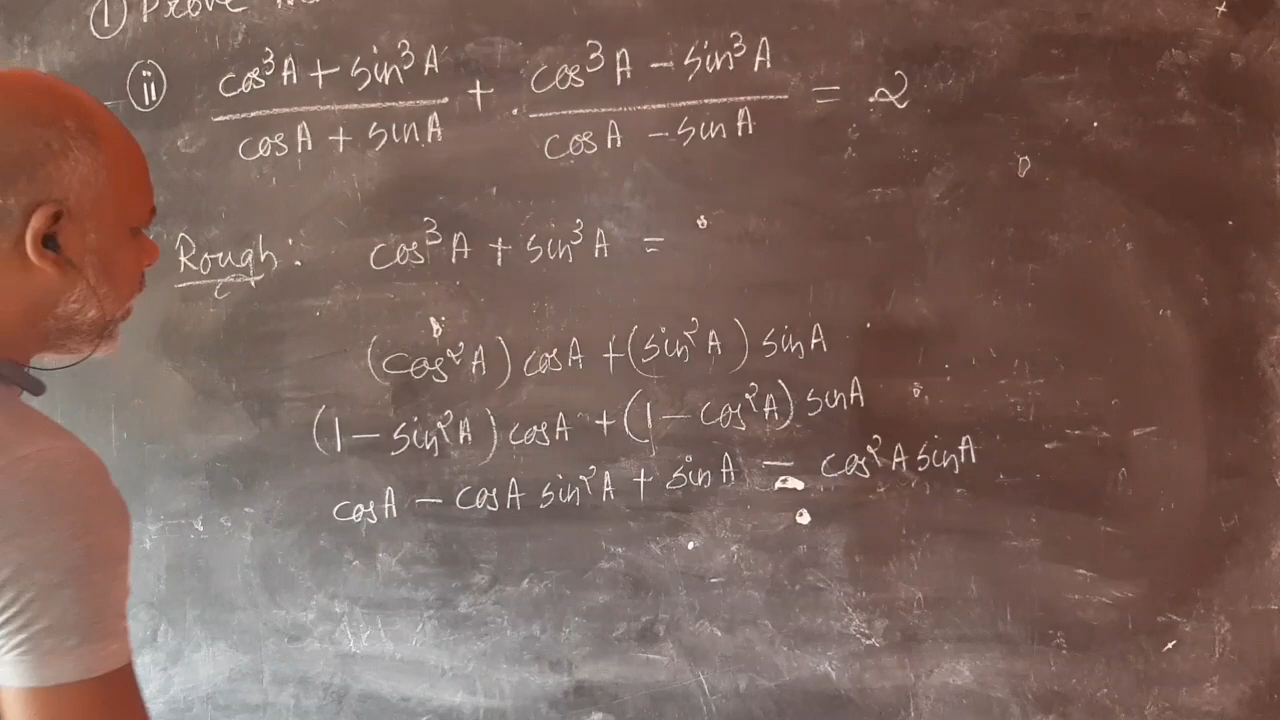 ① Prove
ⅱ cos³A + sin³A / cosA + sinA + cos³A − sin³A / cosA − sinA = 2
Rough: cos³A + sin³A =
(cos²A) cosA + (sin²A) sinA
(1 − sin²A) cosA + (1 − cos²A) sinA
cosA − cosA sin²A + sinA − cos²A sinA